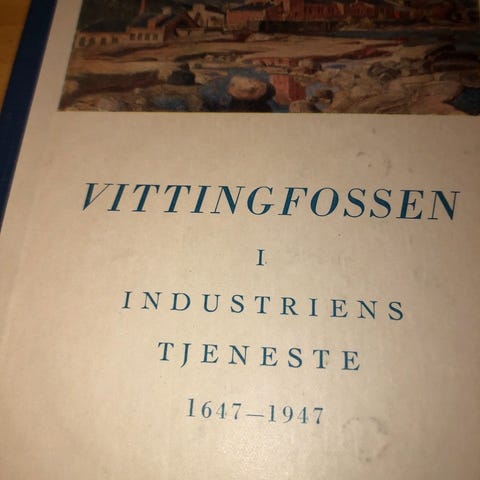 VITTINGFOSSEN
I
INDUSTRIENS
TJENESTE
1647–1947